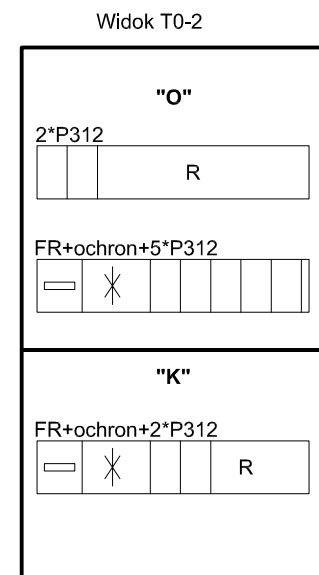 Widok T0-2
"O"
2*P312
R
FR+ochron+5*P312
"K"
FR+ochron+2*P312
R